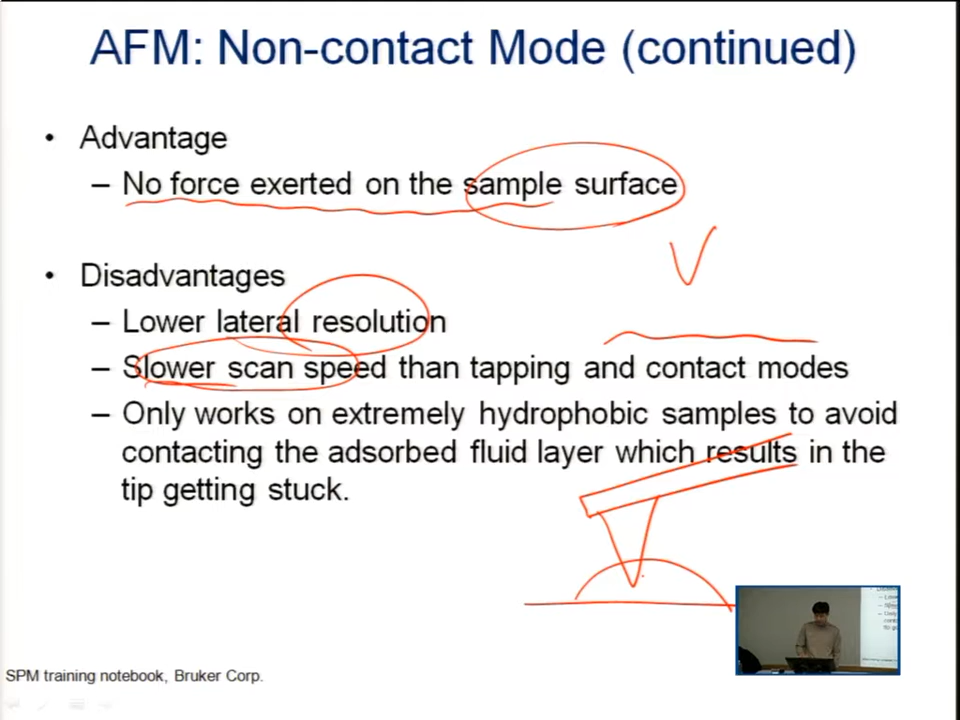 AFM: Non-contact Mode (continued)
• Advantage
– No force exerted on the sample surface
• Disadvantages
– Lower lateral resolution
– Slower scan speed than tapping and contact modes
– Only works on extremely hydrophobic samples to avoid
contacting the adsorbed fluid layer which results in the
tip getting stuck.
SPM training notebook, Bruker Corp.